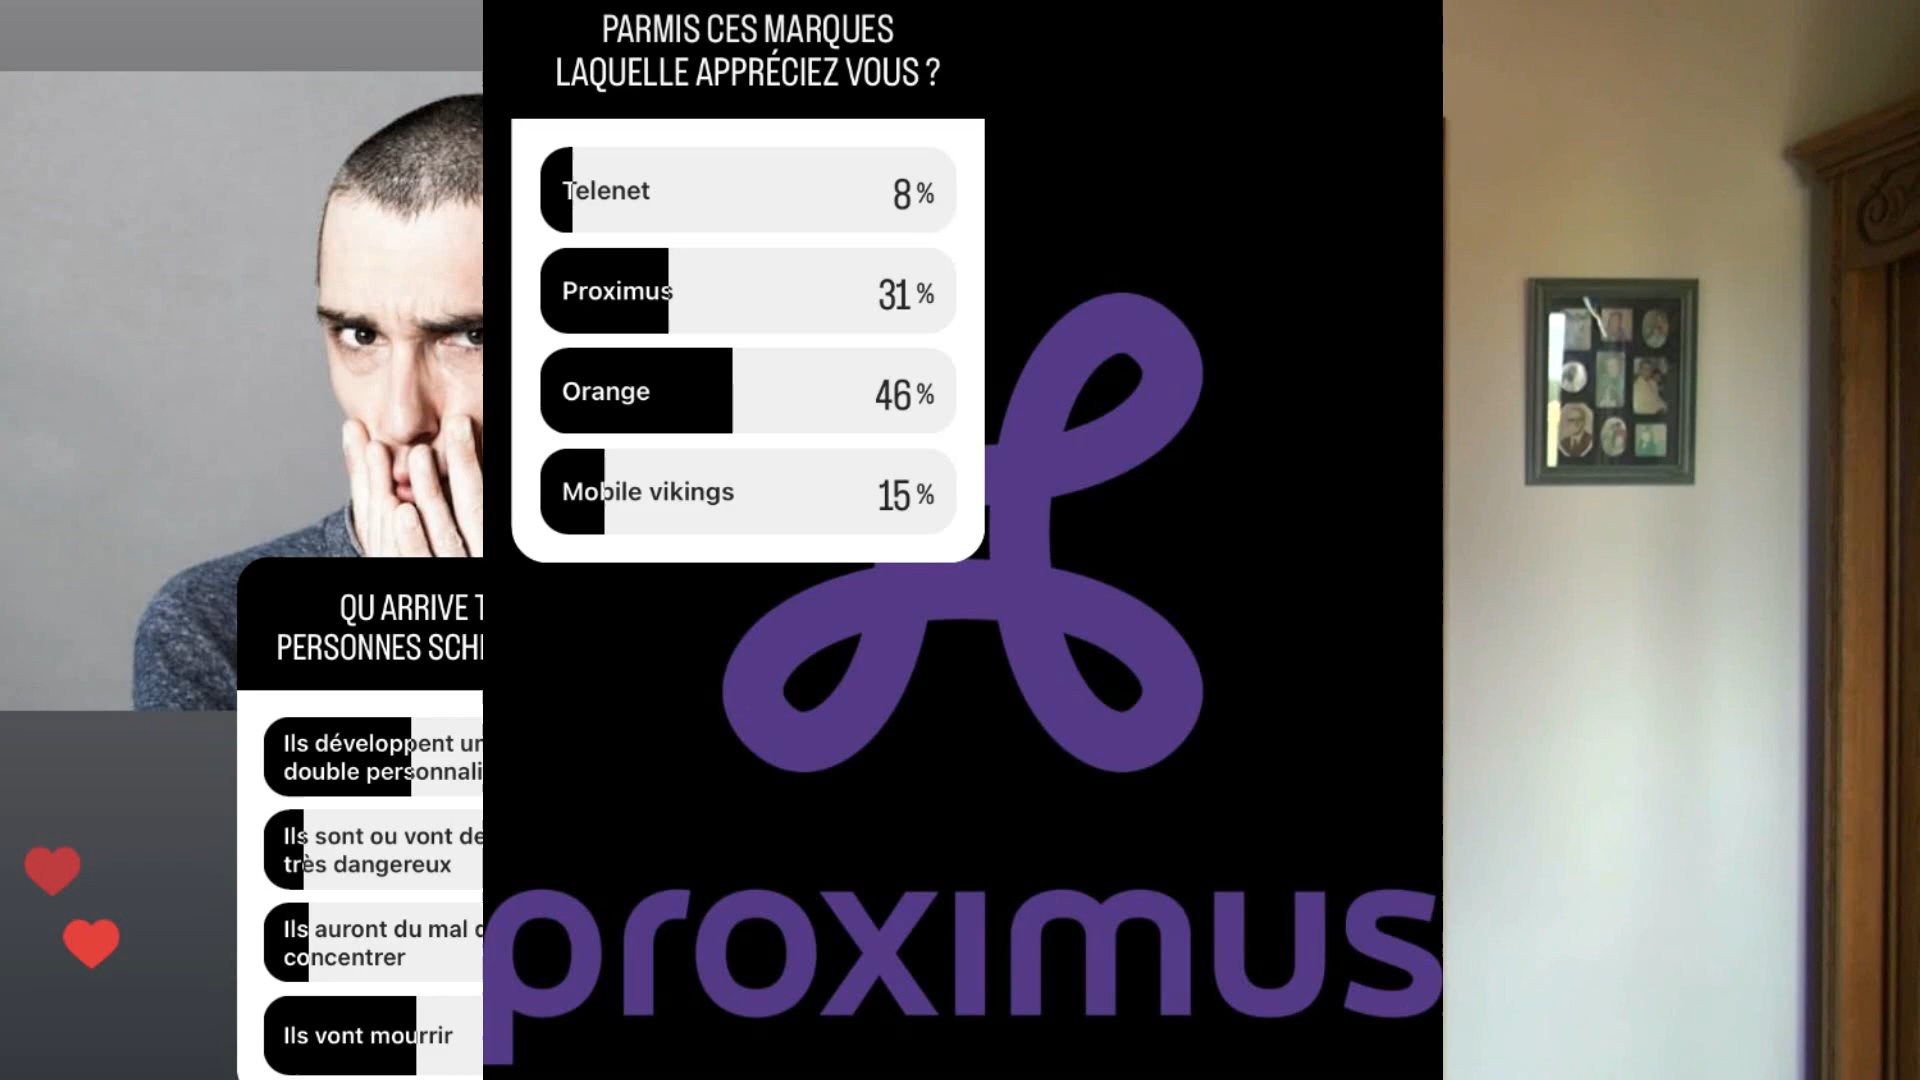 PARMIS CES MARQUES
LAQUELLE APPRÉCIEZ VOUS ?
Telenet 8%
Proximus 31%
Orange 46%
Mobile vikings 15%
proximus
QU ARRIVE
PERSONNES
Ils développent
double
Ils sont ou vont
très dangereux
Ils auront du mal
concentrer
Ils vont mourrir